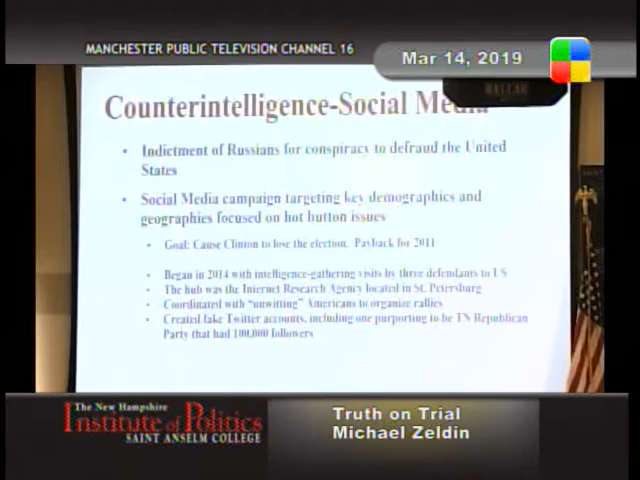 MANCHESTER PUBLIC TELEVISION CHANNEL 16
Mar 14, 2019
Counterintelligence-Social Media
• Indictment of Russians for conspiracy to defraud the United
States
• Social Media campaign targeting key demographics and
geographies focused on hot button issues
• Goal: Cause Clinton to lose the election. Payback for 2011
• Began in 2014 with intelligence-gathering visits by three defendants to US
• The hub was the Internet Research Agency located in St. Petersburg
• Coordinated with "unwitting" Americans to organize rallies
• Created fake Twitter accounts, including one purporting to be TN Republican
Party that had 100,000 followers
The New Hampshire
Institute of Politics
SAINT ANSELM COLLEGE
Truth on Trial
Michael Zeldin